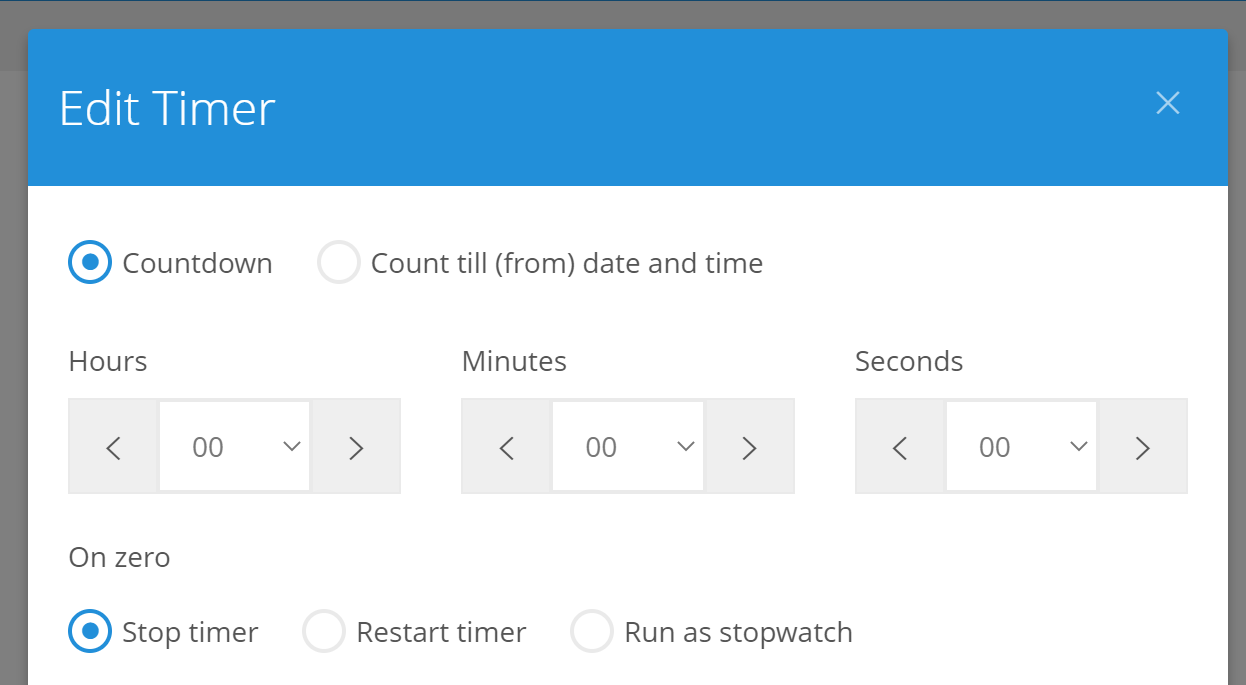 Edit Timer
Countdown Count till (from) date and time
Hours Minutes Seconds
00 00 00
On zero
Stop timer Restart timer Run as stopwatch